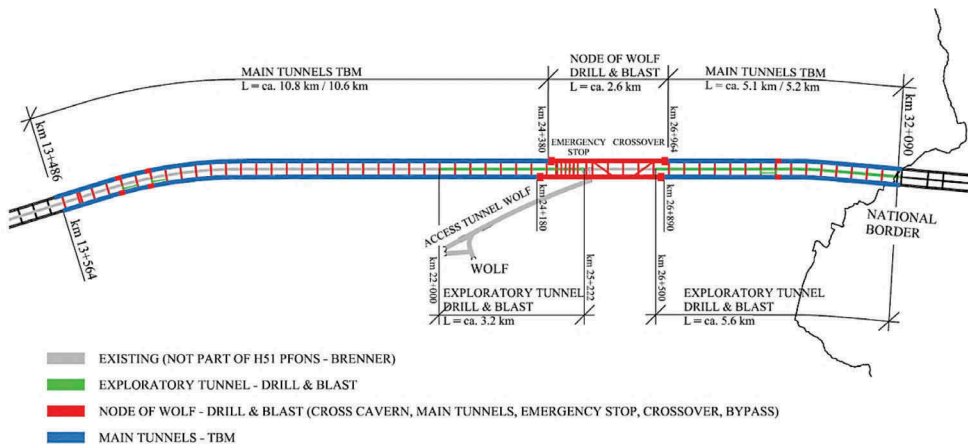 MAIN TUNNELS TBM
L = ca. 10.8 km / 10.6 km
NODE OF WOLF
DRILL & BLAST
L = ca. 2.6 km
MAIN TUNNELS TBM
L = ca. 5.1 km / 5.2 km
km 13+486
km 24+380
EMERGENCY
STOP
CROSSOVER
km 26+964
km 32+090
km 13+564
ACCESS TUNNEL WOLF
WOLF
km 24+180
km 26+890
NATIONAL
BORDER
km 22+000
km 25+222
km 26+500
EXPLORATORY TUNNEL
DRILL & BLAST
L = ca. 3.2 km
EXPLORATORY TUNNEL
DRILL & BLAST
L = ca. 5.6 km
EXISTING (NOT PART OF H51 PFONS - BRENNER)
EXPLORATORY TUNNEL - DRILL & BLAST
NODE OF WOLF - DRILL & BLAST (CROSS CAVERN, MAIN TUNNELS, EMERGENCY STOP, CROSSOVER, BYPASS)
MAIN TUNNELS - TBM